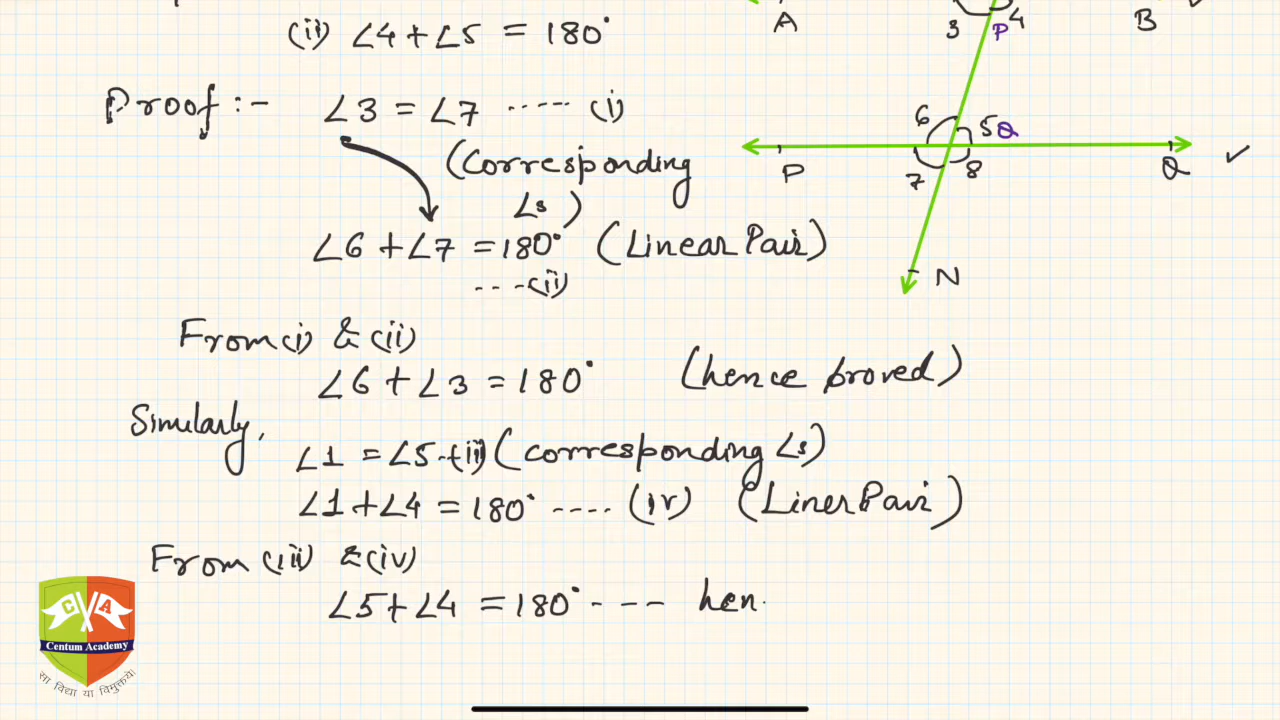 (ii) ∠4+∠5 = 180°
Proof :- ∠3 = ∠7 ----- (i)
(Corresponding
∠s)
∠6 + ∠7 = 180° (Linear Pair)
---- (ii)
From (i) & (ii)
∠6 + ∠3 = 180° (hence proved)
Similarly,
∠1 = ∠5 -(iii) (corresponding ∠s)
∠1+∠4 = 180° ---- (iv) (Liner Pair)
From (iii) & (iv)
∠5+∠4 = 180° - - - hen
A
3
4
P
B
6
5
Q
P
7
8
Q
N
C A
Centum Academy
सा विद्या या विमुक्तये।